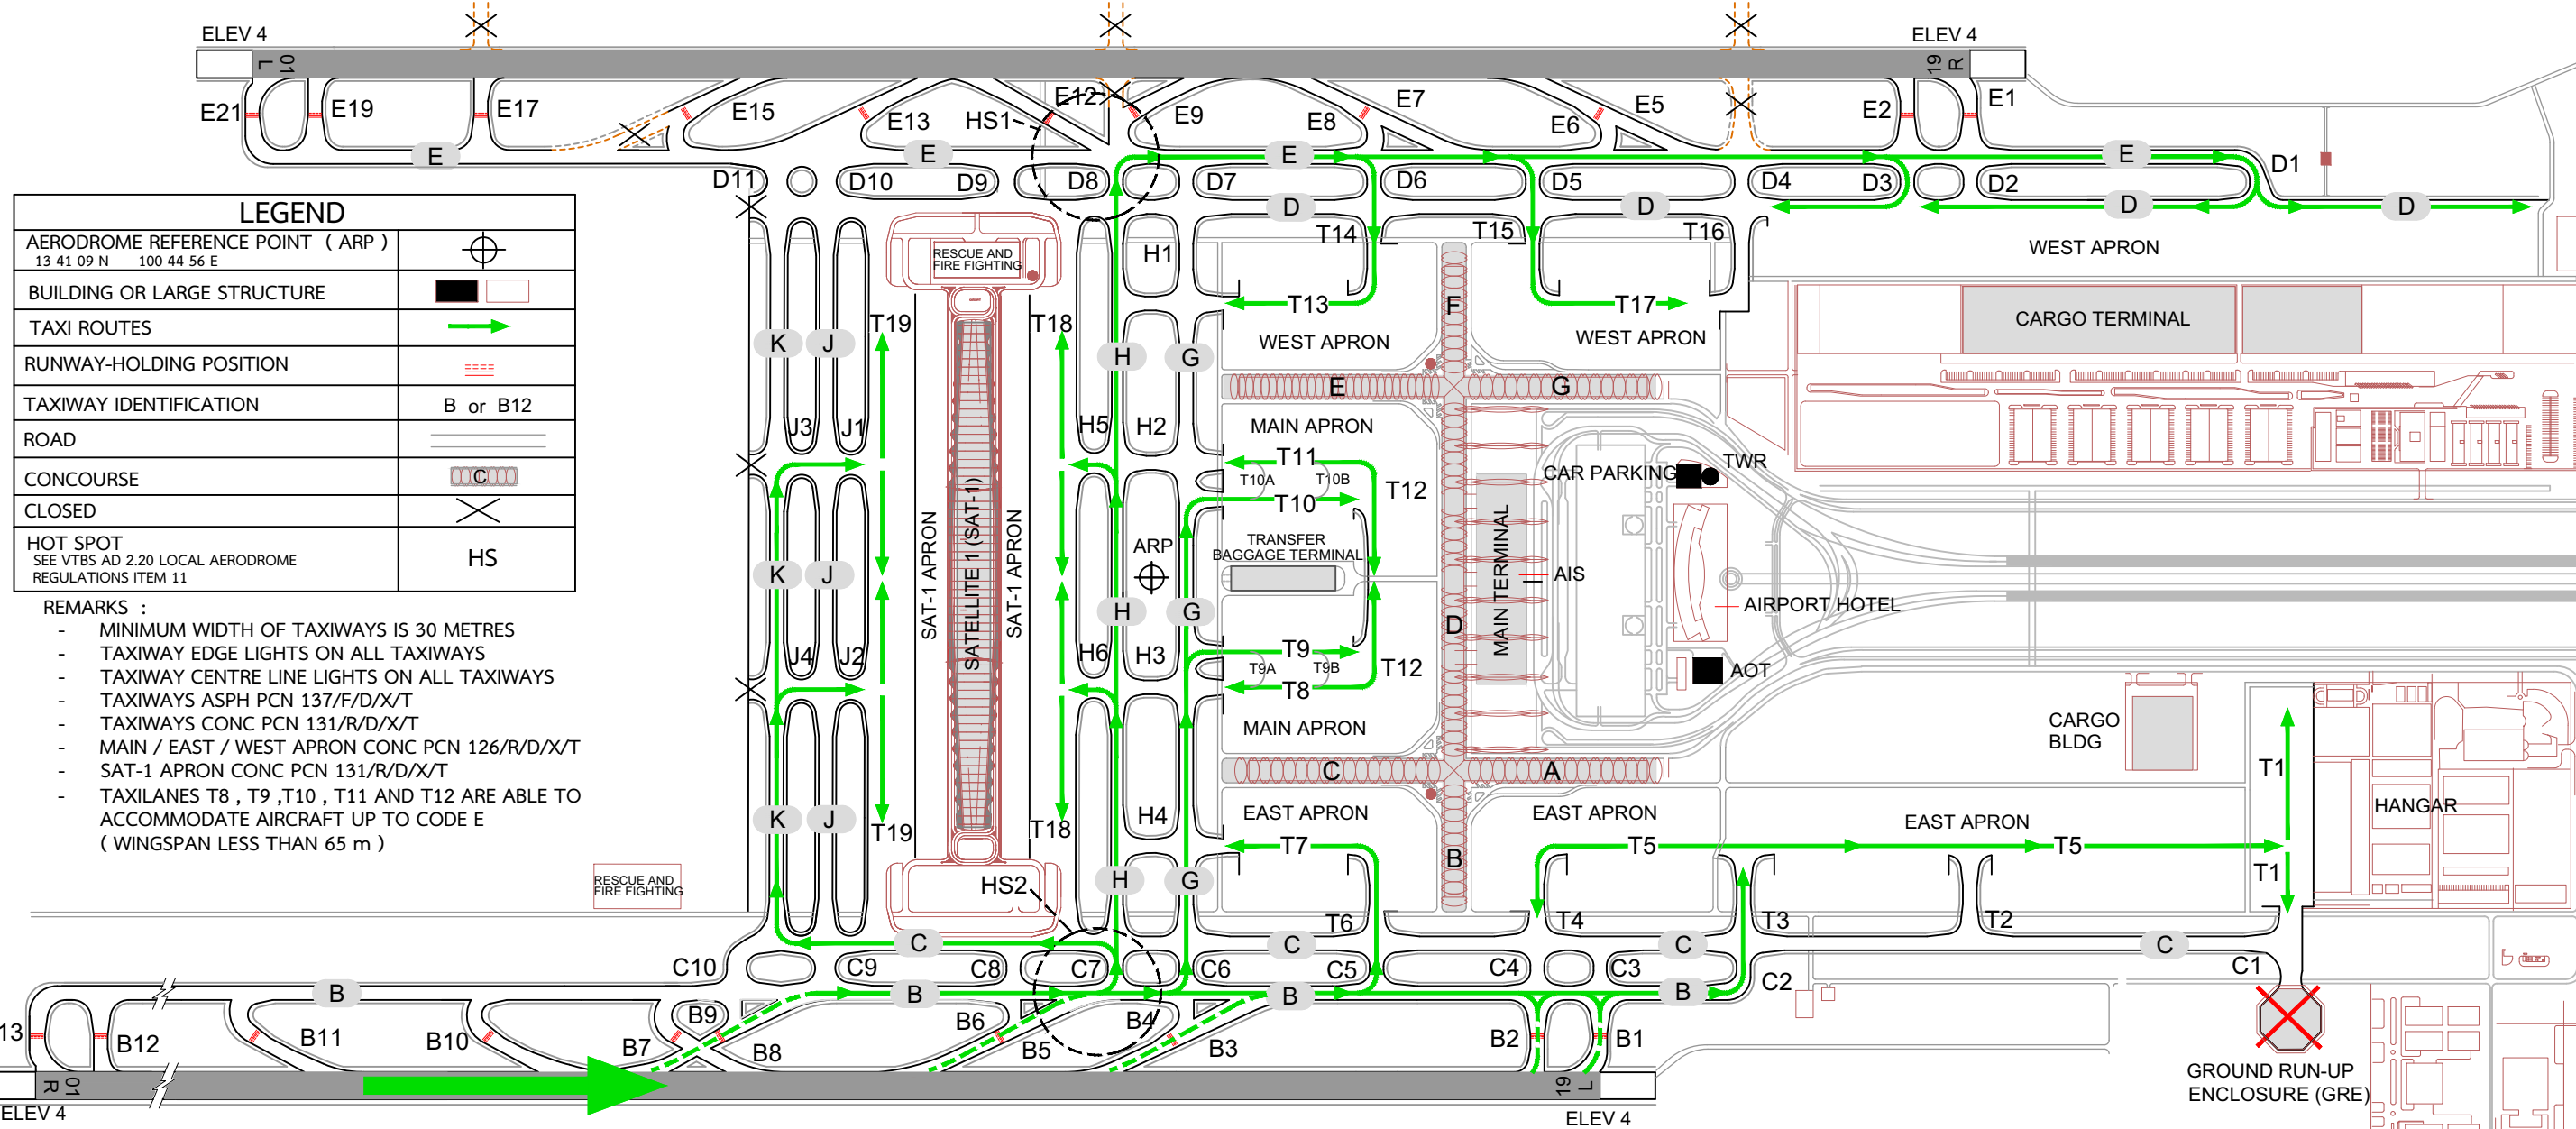 ELEV 4
ELEV 4
01 L
19 R
E21
E19
E17
E15
E13
HS1
E12
E9
E8
E7
E6
E5
E2
E1
E
E
E
E
D11
D10
D9
D8
D7
D6
D5
D4
D3
D2
D1
D
D
D
D
LEGEND
AERODROME REFERENCE POINT ( ARP )
13 41 09 N 100 44 56 E
BUILDING OR LARGE STRUCTURE
TAXI ROUTES
RUNWAY-HOLDING POSITION
TAXIWAY IDENTIFICATION B or B12
ROAD
CONCOURSE C
CLOSED
HOT SPOT HS
SEE VTBS AD 2.20 LOCAL AERODROME
REGULATIONS ITEM 11
REMARKS :
- MINIMUM WIDTH OF TAXIWAYS IS 30 METRES
- TAXIWAY EDGE LIGHTS ON ALL TAXIWAYS
- TAXIWAY CENTRE LINE LIGHTS ON ALL TAXIWAYS
- TAXIWAYS ASPH PCN 137/F/D/X/T
- TAXIWAYS CONC PCN 131/R/D/X/T
- MAIN / EAST / WEST APRON CONC PCN 126/R/D/X/T
- SAT-1 APRON CONC PCN 131/R/D/X/T
- TAXILANES T8 , T9 ,T10 , T11 AND T12 ARE ABLE TO
ACCOMMODATE AIRCRAFT UP TO CODE E
( WINGSPAN LESS THAN 65 m )
RESCUE AND
FIRE FIGHTING
H1
T14
T15
T16
WEST APRON
T13
T17
F
T19
T18
K
J
H
G
WEST APRON
WEST APRON
CARGO TERMINAL
E
G
J3
J1
H5
H2
MAIN APRON
T11
T10A
T10B
T10
T12
CAR PARKING
TWR
SAT-1 APRON
SATELLITE 1 (SAT-1)
SAT-1 APRON
ARP
TRANSFER
BAGGAGE TERMINAL
MAIN TERMINAL
AIS
AIRPORT HOTEL
K
J
H
G
D
J4
J2
H6
H3
T9
T9A
T9B
T8
T12
AOT
MAIN APRON
CARGO
BLDG
C
A
T1
HANGAR
K
J
T19
T18
H4
EAST APRON
EAST APRON
EAST APRON
T7
B
T5
T5
T1
RESCUE AND
FIRE FIGHTING
HS2
H
G
T6
T4
T3
T2
C
C
C
C
C10
C9
C8
C7
C6
C5
C4
C3
C2
C1
B
B
B
B
13
B12
B11
B10
B7
B9
B8
B6
B5
B4
B3
B2
B1
01 R
19 L
ELEV 4
ELEV 4
GROUND RUN-UP
ENCLOSURE (GRE)